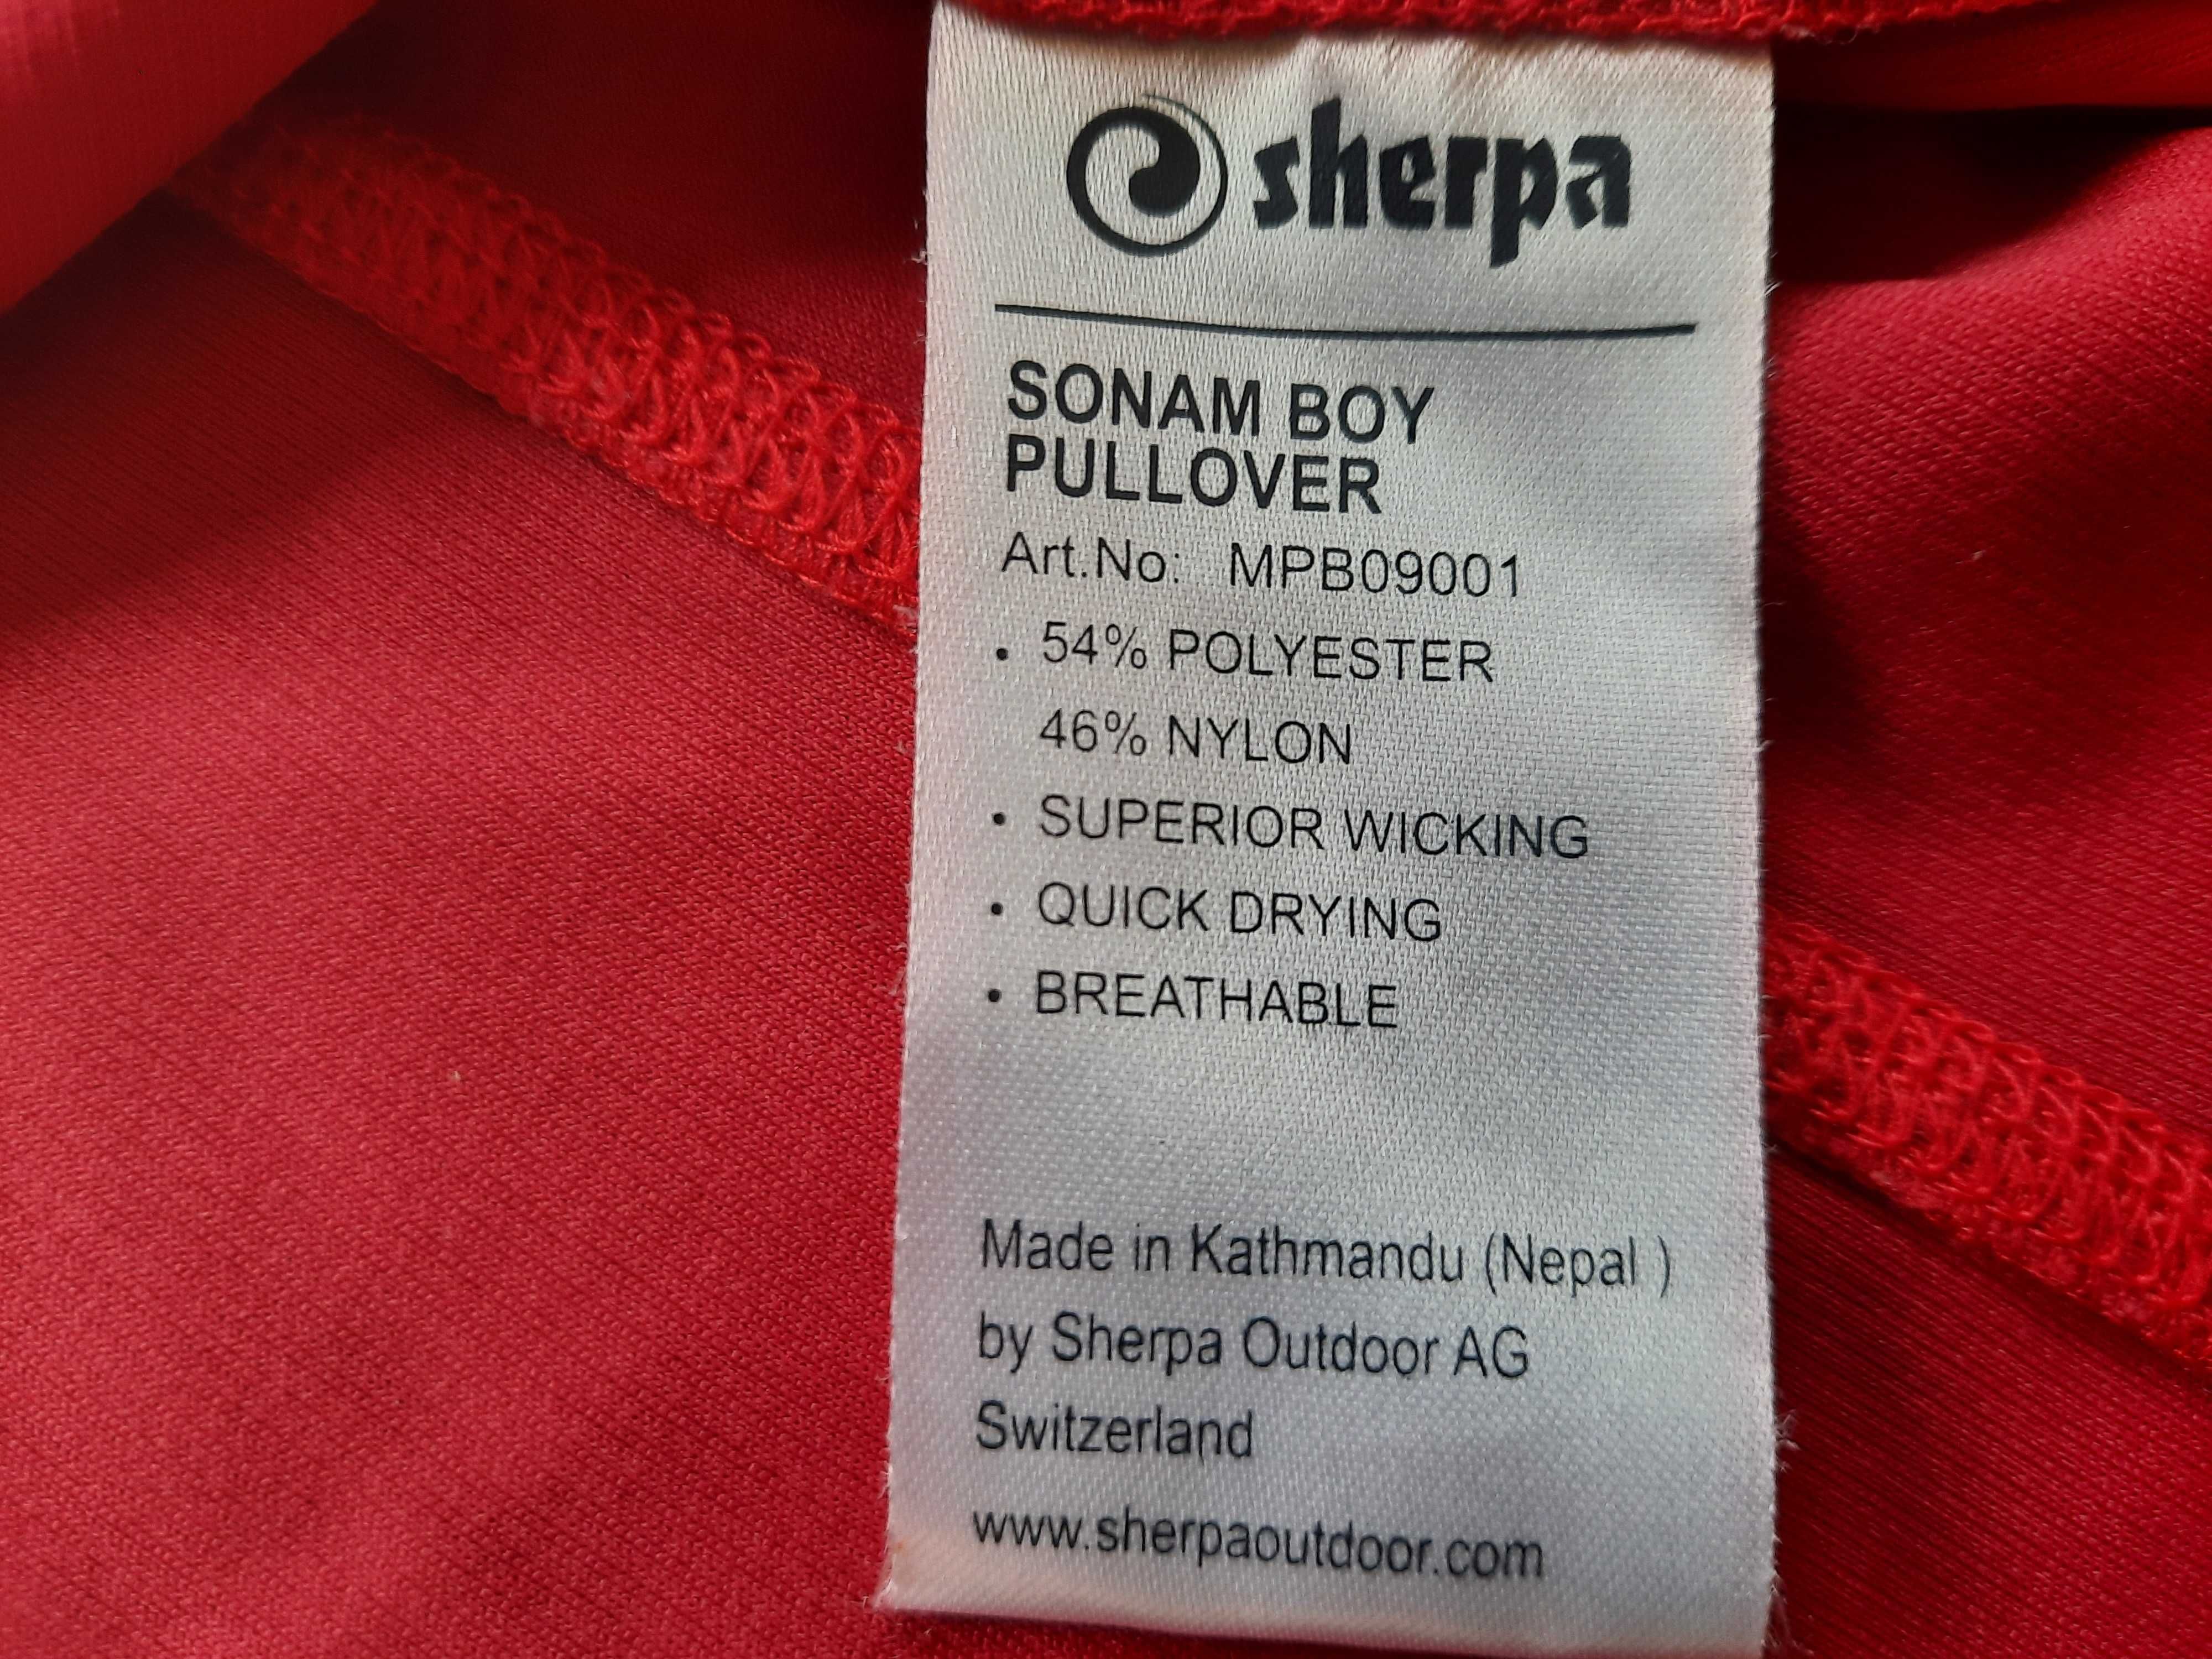 sherpa
SONAM BOY
PULLOVER
Art.No: MPB09001
• 54% POLYESTER
46% NYLON
• SUPERIOR WICKING
• QUICK DRYING
• BREATHABLE
Made in Kathmandu (Nepal )
by Sherpa Outdoor AG
Switzerland
www.sherpaoutdoor.com